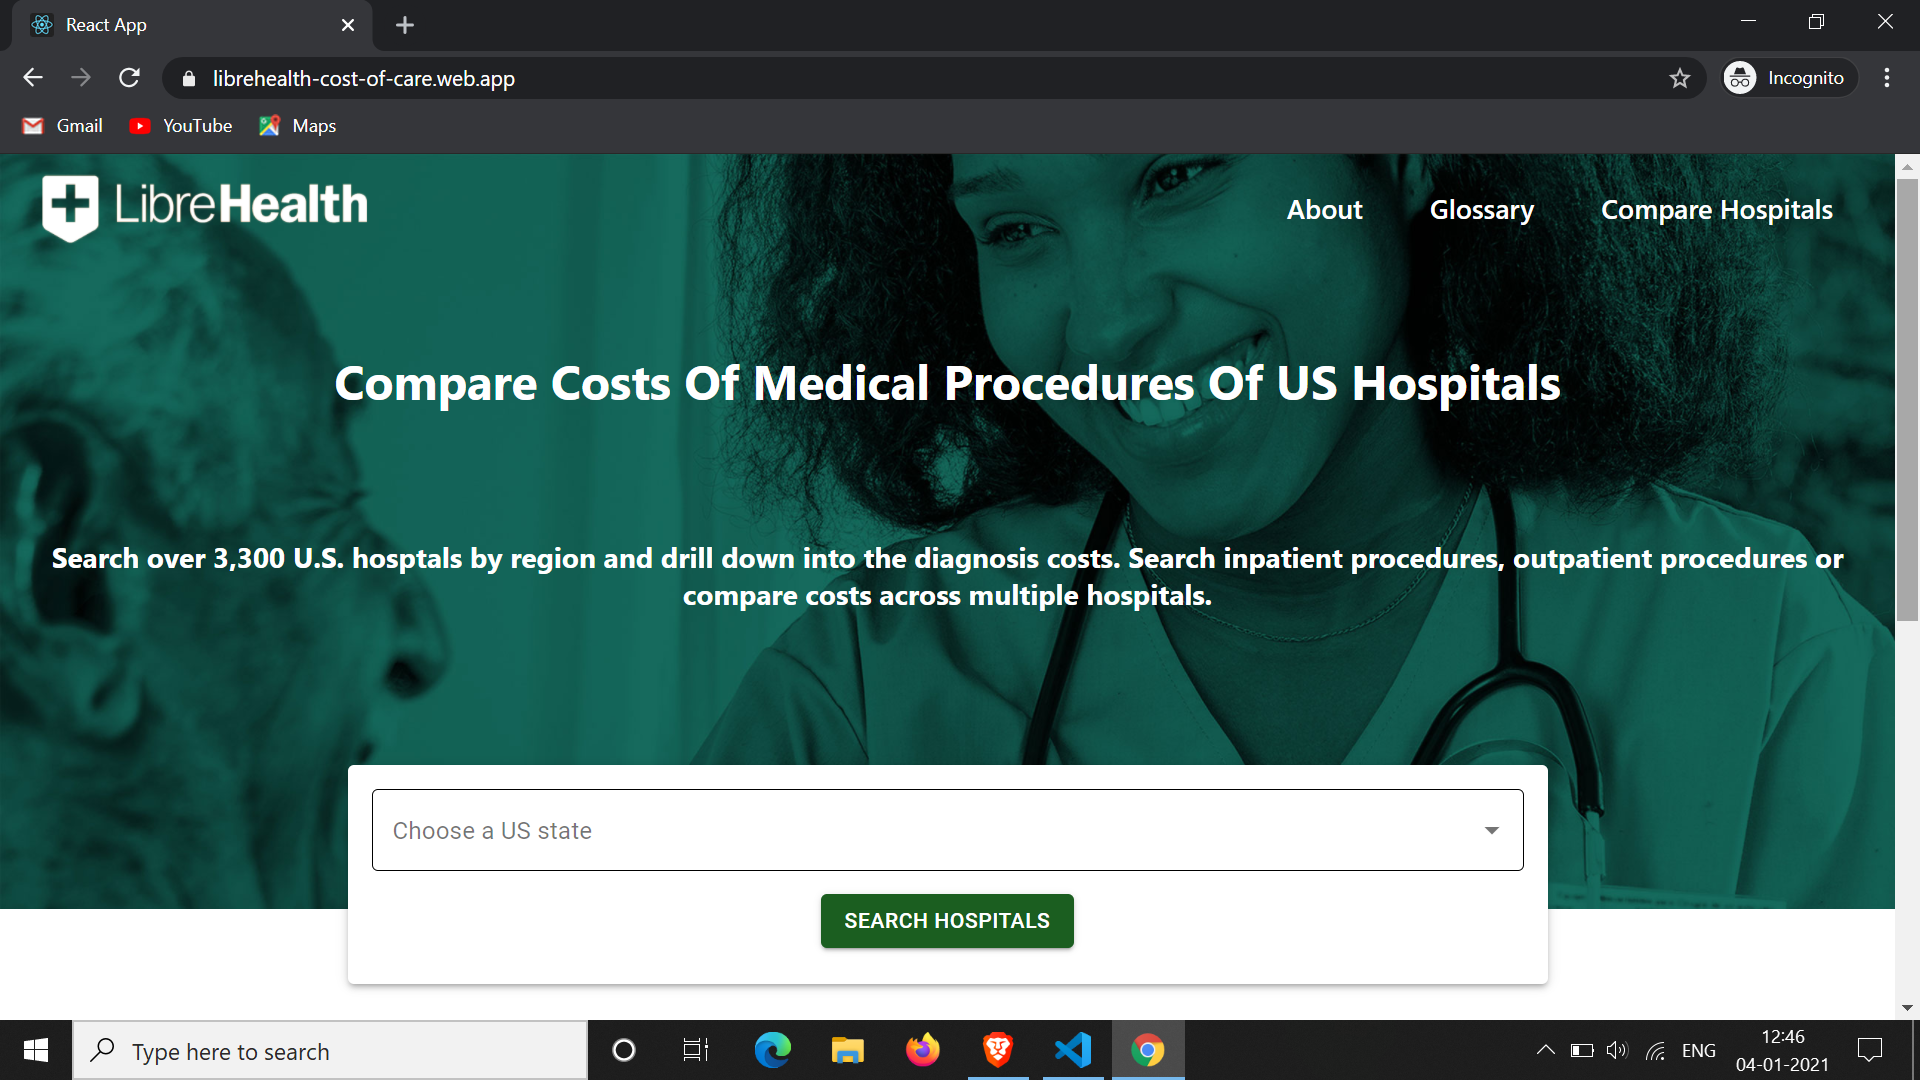 React App
librehealth-cost-of-care.web.app
Incognito
Gmail YouTube Maps
LibreHealth
About Glossary Compare Hospitals
Compare Costs Of Medical Procedures Of US Hospitals
Search over 3,300 U.S. hosptals by region and drill down into the diagnosis costs. Search inpatient procedures, outpatient procedures or
compare costs across multiple hospitals.
Choose a US state
SEARCH HOSPITALS
Type here to search
ENG
12:46
04-01-2021